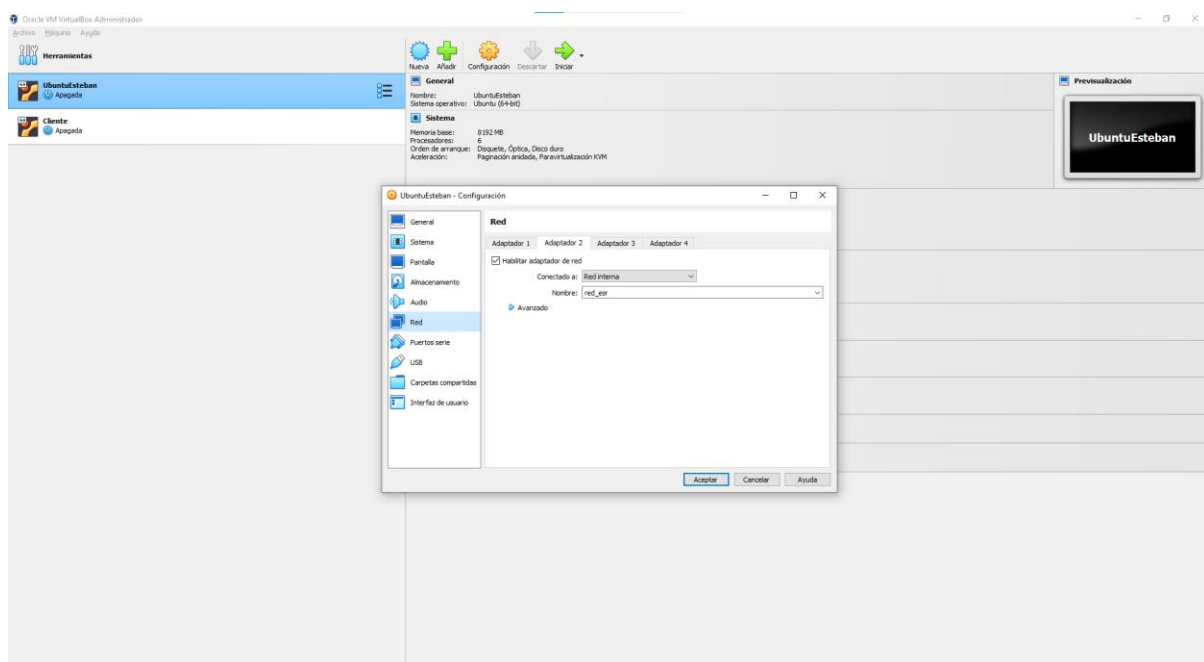 Oracle VM VirtualBox Administrador
Archivo Máquina Ayuda
Herramientas
UbuntuEsteban
Apagada
Cliente
Apagada
Nueva Añadir Configuración Descartar Iniciar
General
Nombre: UbuntuEsteban
Sistema operativo: Ubuntu (64-bit)
Sistema
Memoria base: 8192 MB
Procesadores: 6
Orden de arranque: Disquete, Óptica, Disco duro
Aceleración: Paginación anidada, Paravirtualización KVM
Previsualización
UbuntuEsteban
UbuntuEsteban - Configuración
General
Sistema
Pantalla
Almacenamiento
Audio
Red
Puertos serie
USB
Carpetas compartidas
Interfaz de usuario
Red
Adaptador 1 Adaptador 2 Adaptador 3 Adaptador 4
Habilitar adaptador de red
Conectado a: Red interna
Nombre: red_esr
Avanzado
Aceptar Cancelar Ayuda